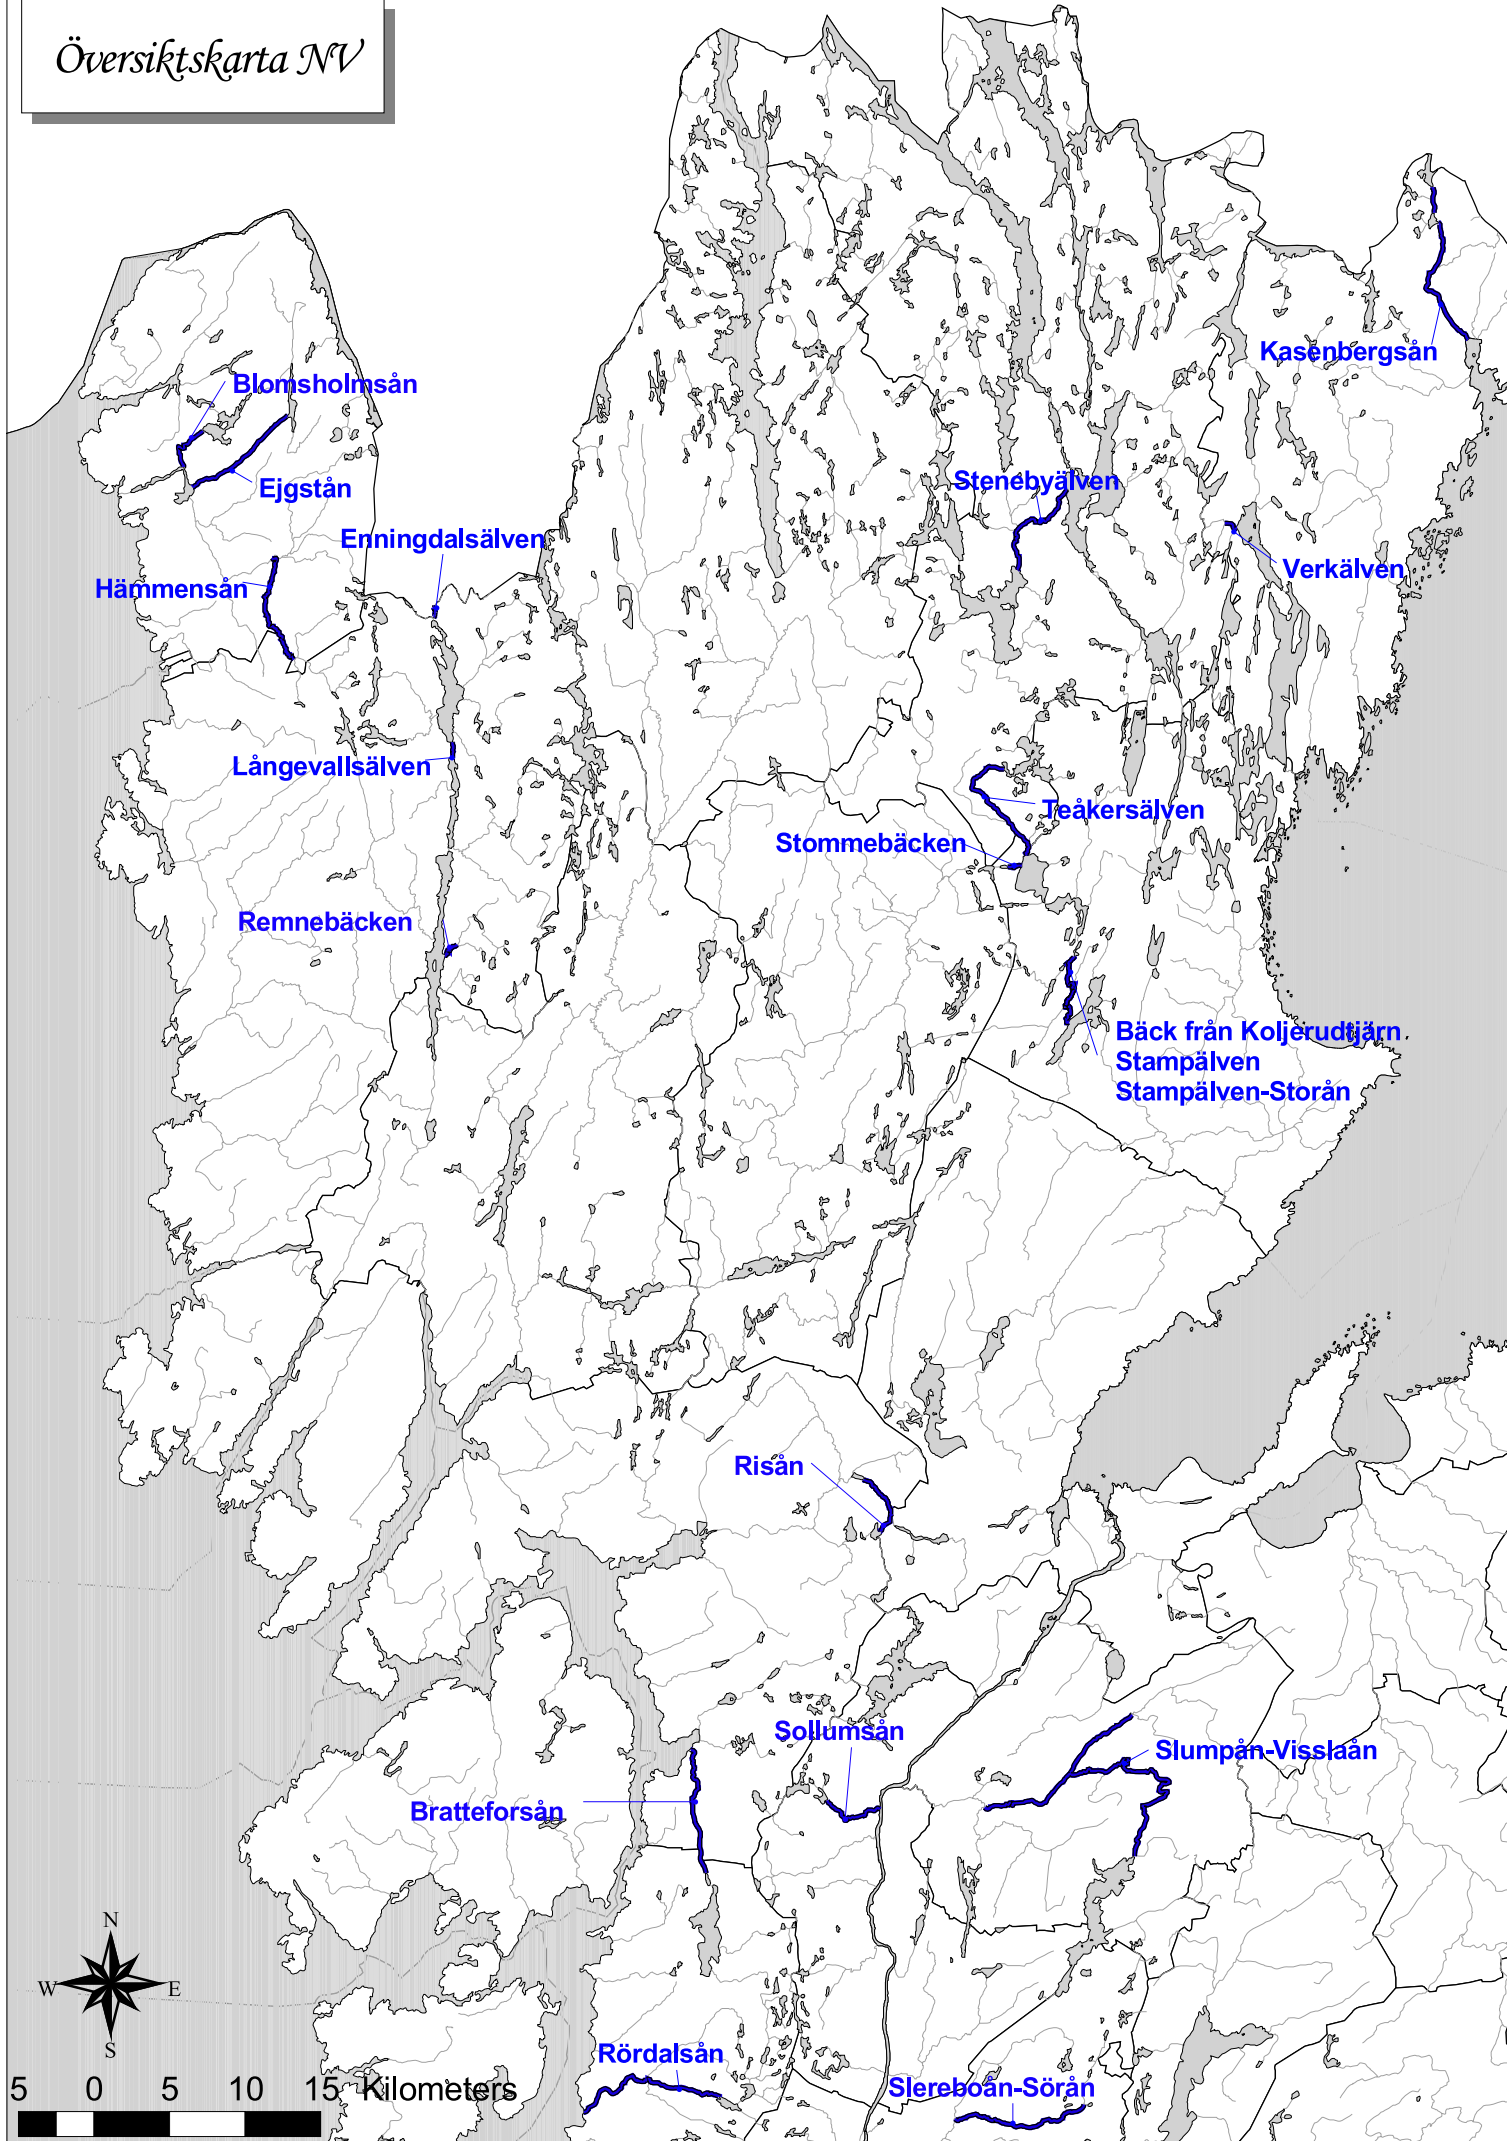 Översiktskarta NV
Kasenbergsån
Blomsholmsån
Ejgstån
Stenebyälven
Enningdalsälven
Verkälven
Hämmensån
Långevallsälven
Teåkersälven
Stommebäcken
Remnebäcken
Bäck från Koljerudtjärn
Stampälven
Stampälven-Storån
Risån
Sollumsån
Slumpån-Visslaån
Bratteforsån
N
W E
S
Rördalsån
Slereboån-Sörån
5 0 5 10 15 Kilometers